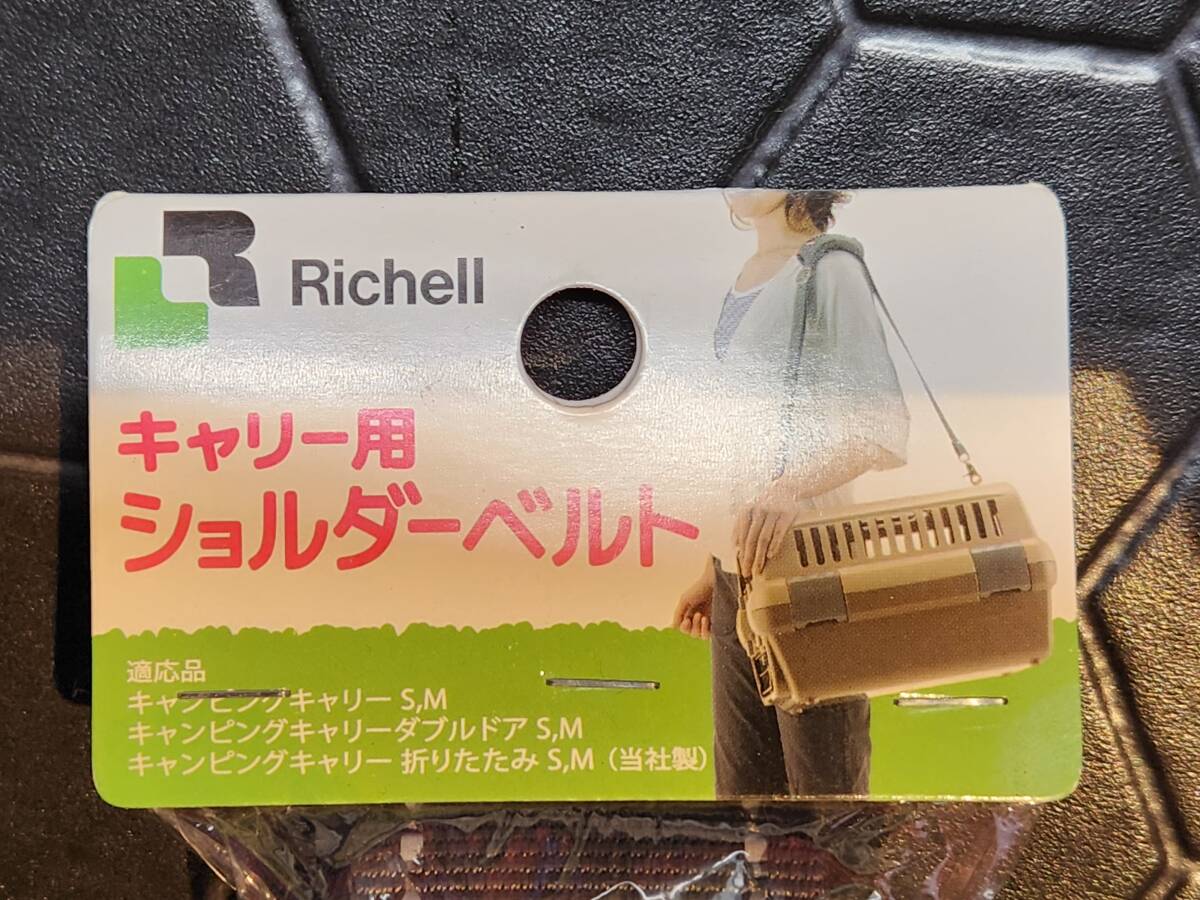 Richell
キャリー用
ショルダーベルト
適応品
キャンピングキャリー S,M
キャンピングキャリーダブルドア S,M
キャンピングキャリー 折りたたみ S,M（当社製）